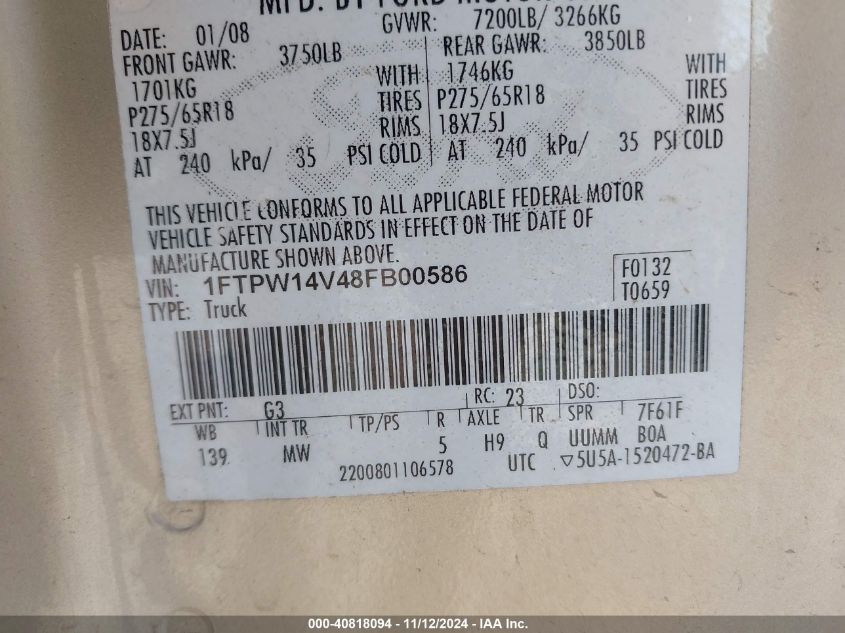 MFD. BY FORD MOTOR
DATE: 01/08 GVWR: 7200LB/ 3266KG
FRONT GAWR: 3750LB REAR GAWR: 3850LB
1701KG WITH 1746KG WITH
P275/65R18 TIRES P275/65R18 TIRES
18X7.5J RIMS 18X7.5J RIMS
AT 240 kPa/ 35 PSI COLD AT 240 kPa/ 35 PSI COLD
THIS VEHICLE CONFORMS TO ALL APPLICABLE FEDERAL MOTOR
VEHICLE SAFETY STANDARDS IN EFFECT ON THE DATE OF
MANUFACTURE SHOWN ABOVE.
VIN: 1FTPW14V48FB00586 F0132
TYPE: Truck T0659
EXT PNT: G3 RC: 23 DSO:
WB INT TR TP/PS R AXLE TR SPR 7F61F
139 MW 5 H9 Q UUMM B0A
2200801106578 UTC ▽5U5A-1520472-BA
000-40818094 - 11/12/2024 - IAA Inc.